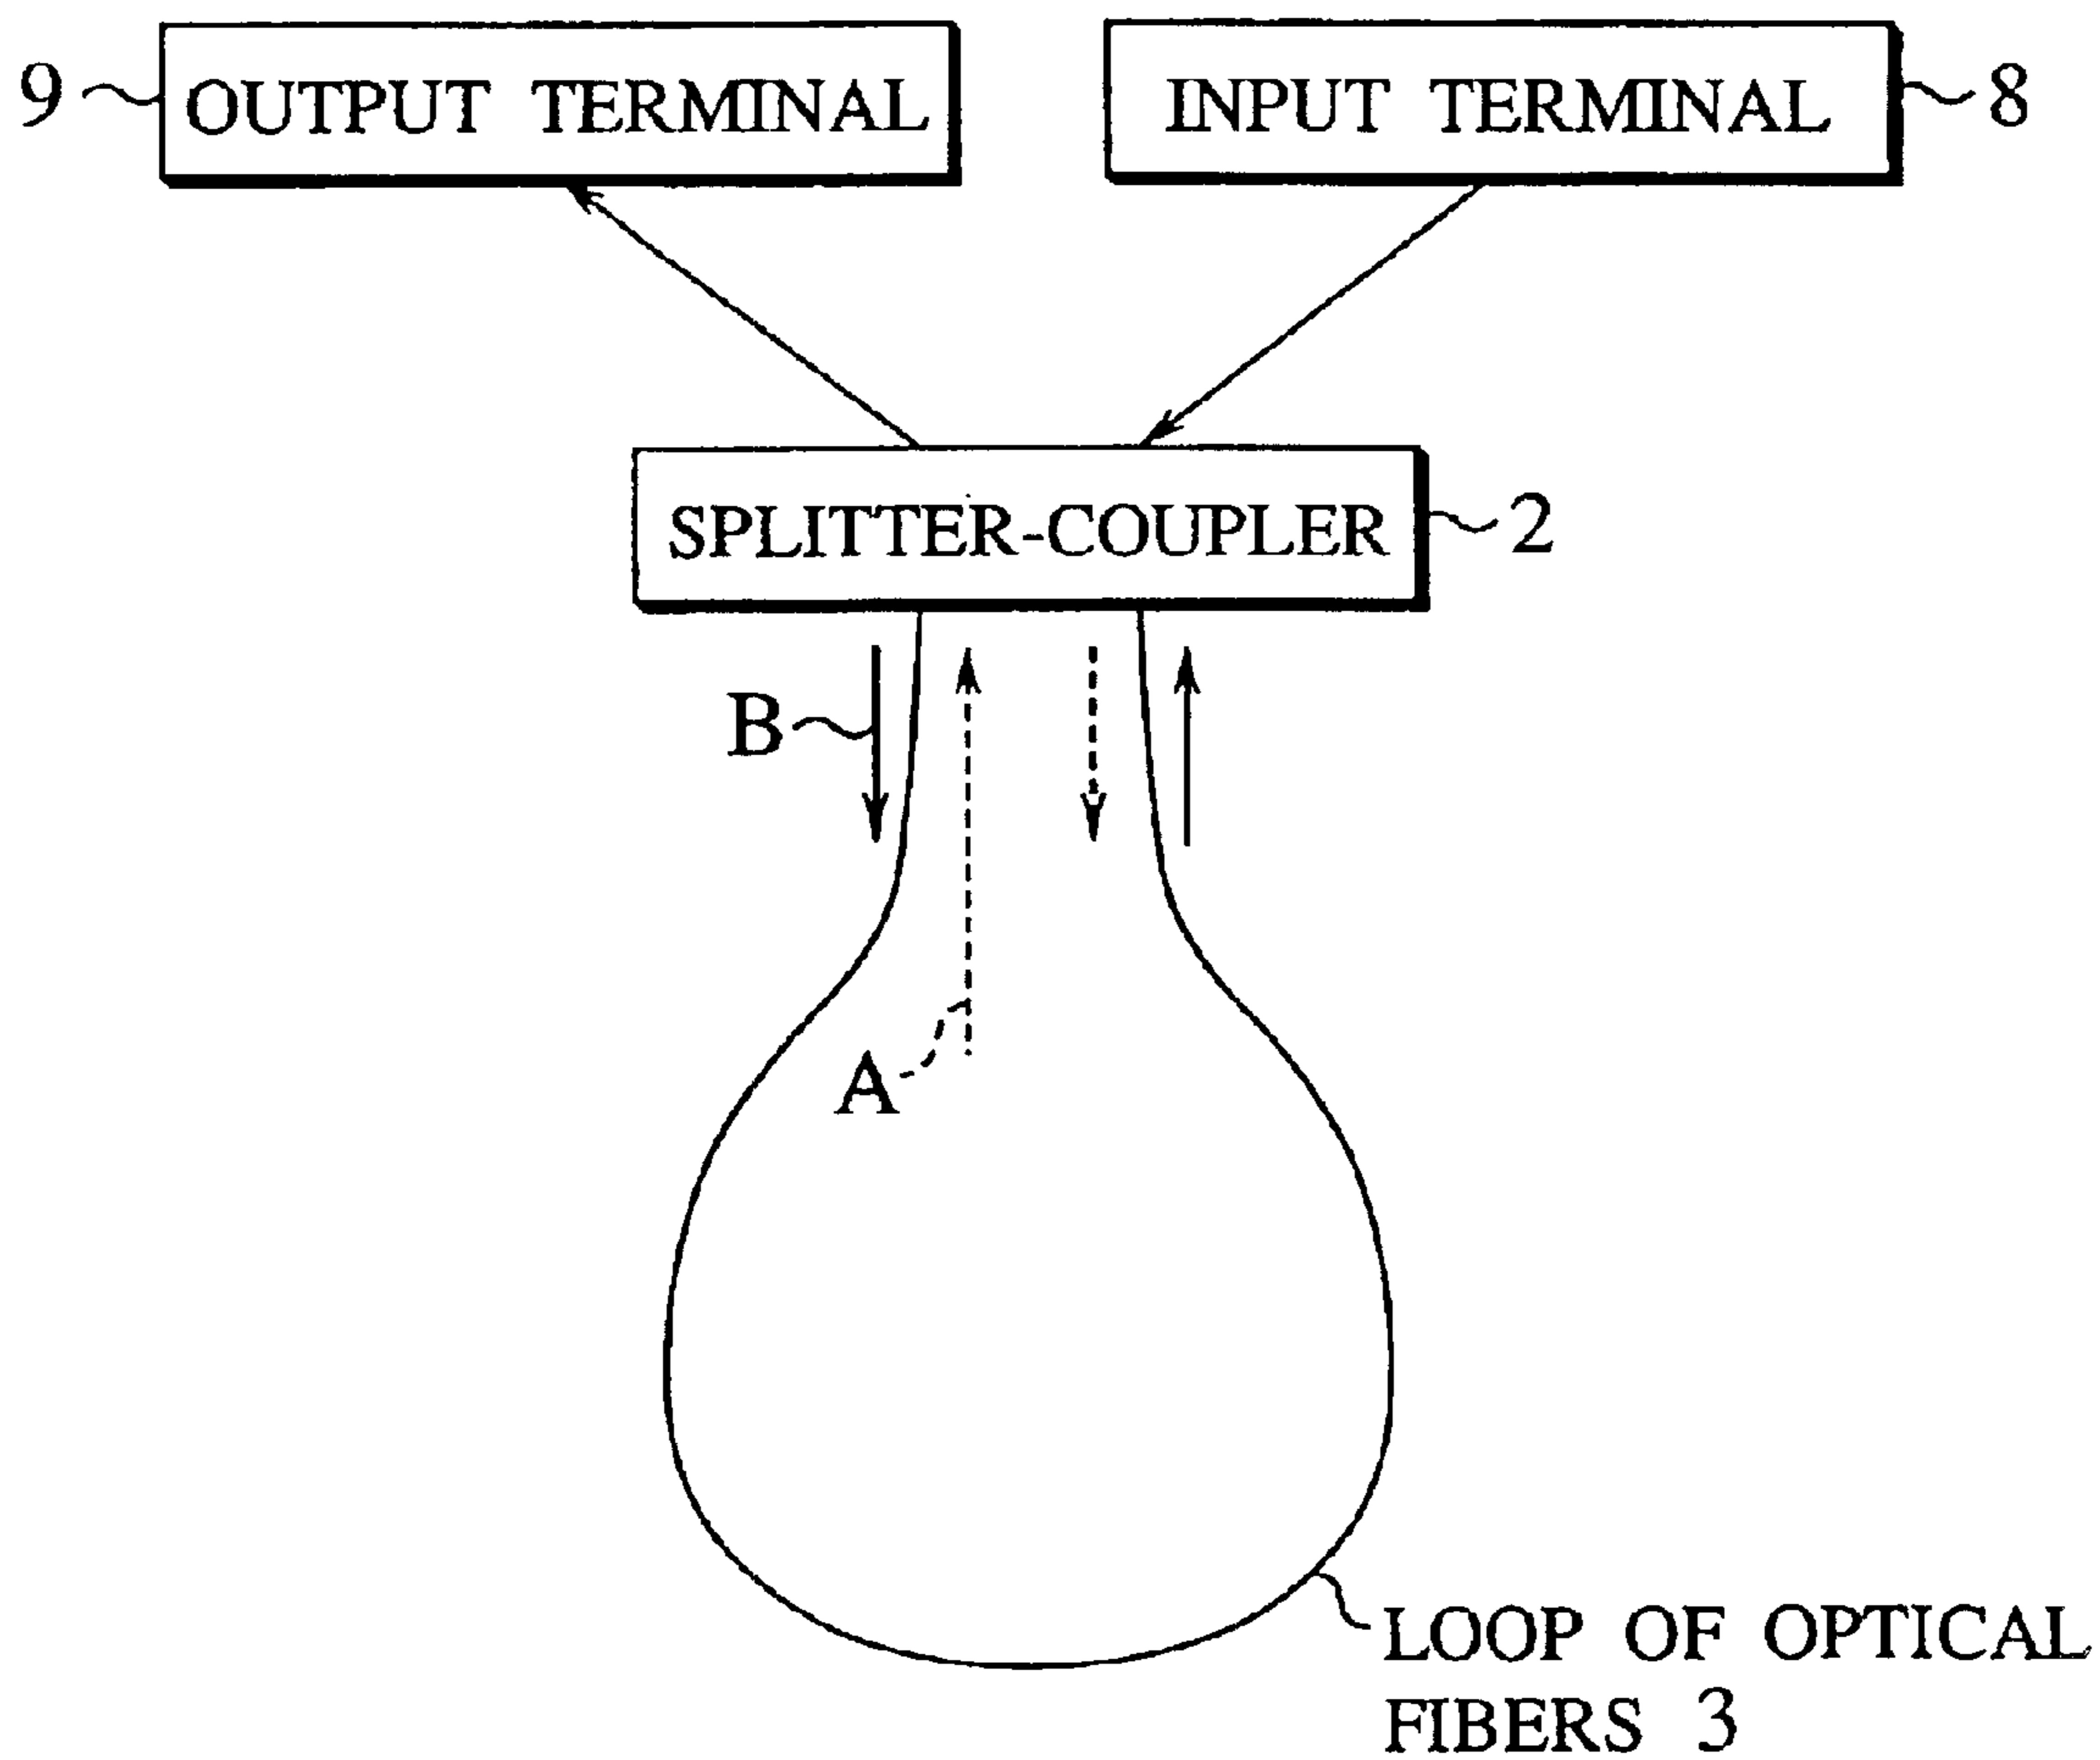 9 OUTPUT TERMINAL
INPUT TERMINAL 8
SPLITTER-COUPLER 2
B
A
LOOP OF OPTICAL
FIBERS 3